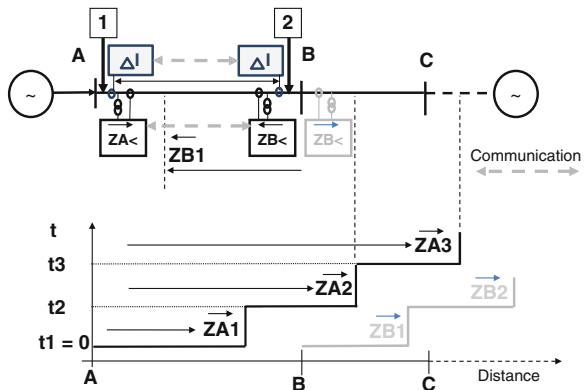 1 2
A B C
ΔI ΔI
~ ~
ZA< ZB< ZB<
ZB1
Communication
t
ZA3
t3
ZA2
t2
ZA1 ZB1 ZB2
t1 = 0
A B C Distance